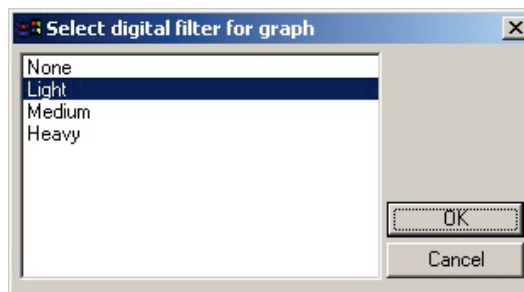 Select digital filter for graph
None
Light
Medium
Heavy
OK
Cancel